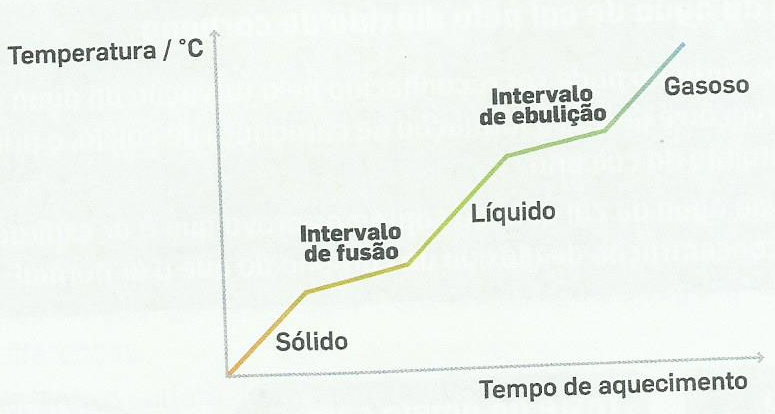 Temperatura / °C
Gasoso
Intervalo
de ebulição
Líquido
Intervalo
de fusão
Sólido
Tempo de aquecimento